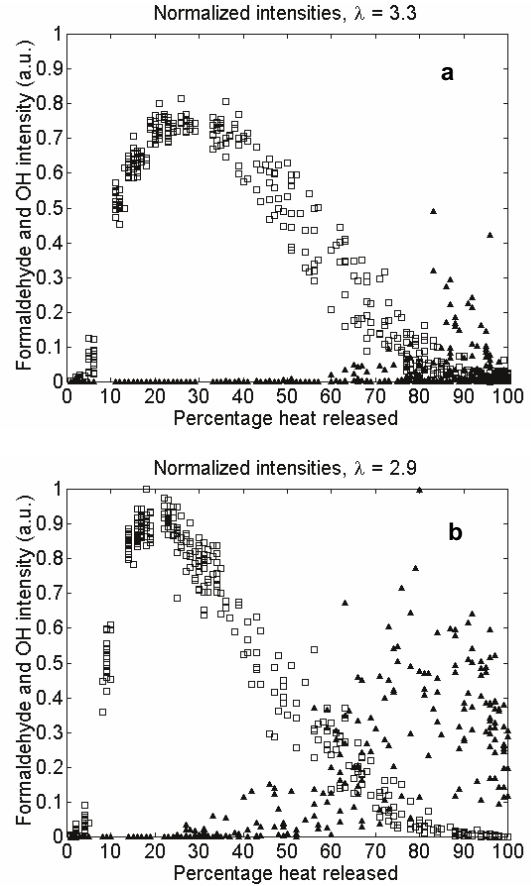 Normalized intensities, λ = 3.3
a
Formaldehyde and OH intensity (a.u.)
1
0.9
0.8
0.7
0.6
0.5
0.4
0.3
0.2
0.1
0
0 10 20 30 40 50 60 70 80 90 100
Percentage heat released
Normalized intensities, λ = 2.9
b
Formaldehyde and OH intensity (a.u.)
1
0.9
0.8
0.7
0.6
0.5
0.4
0.3
0.2
0.1
0
0 10 20 30 40 50 60 70 80 90 100
Percentage heat released